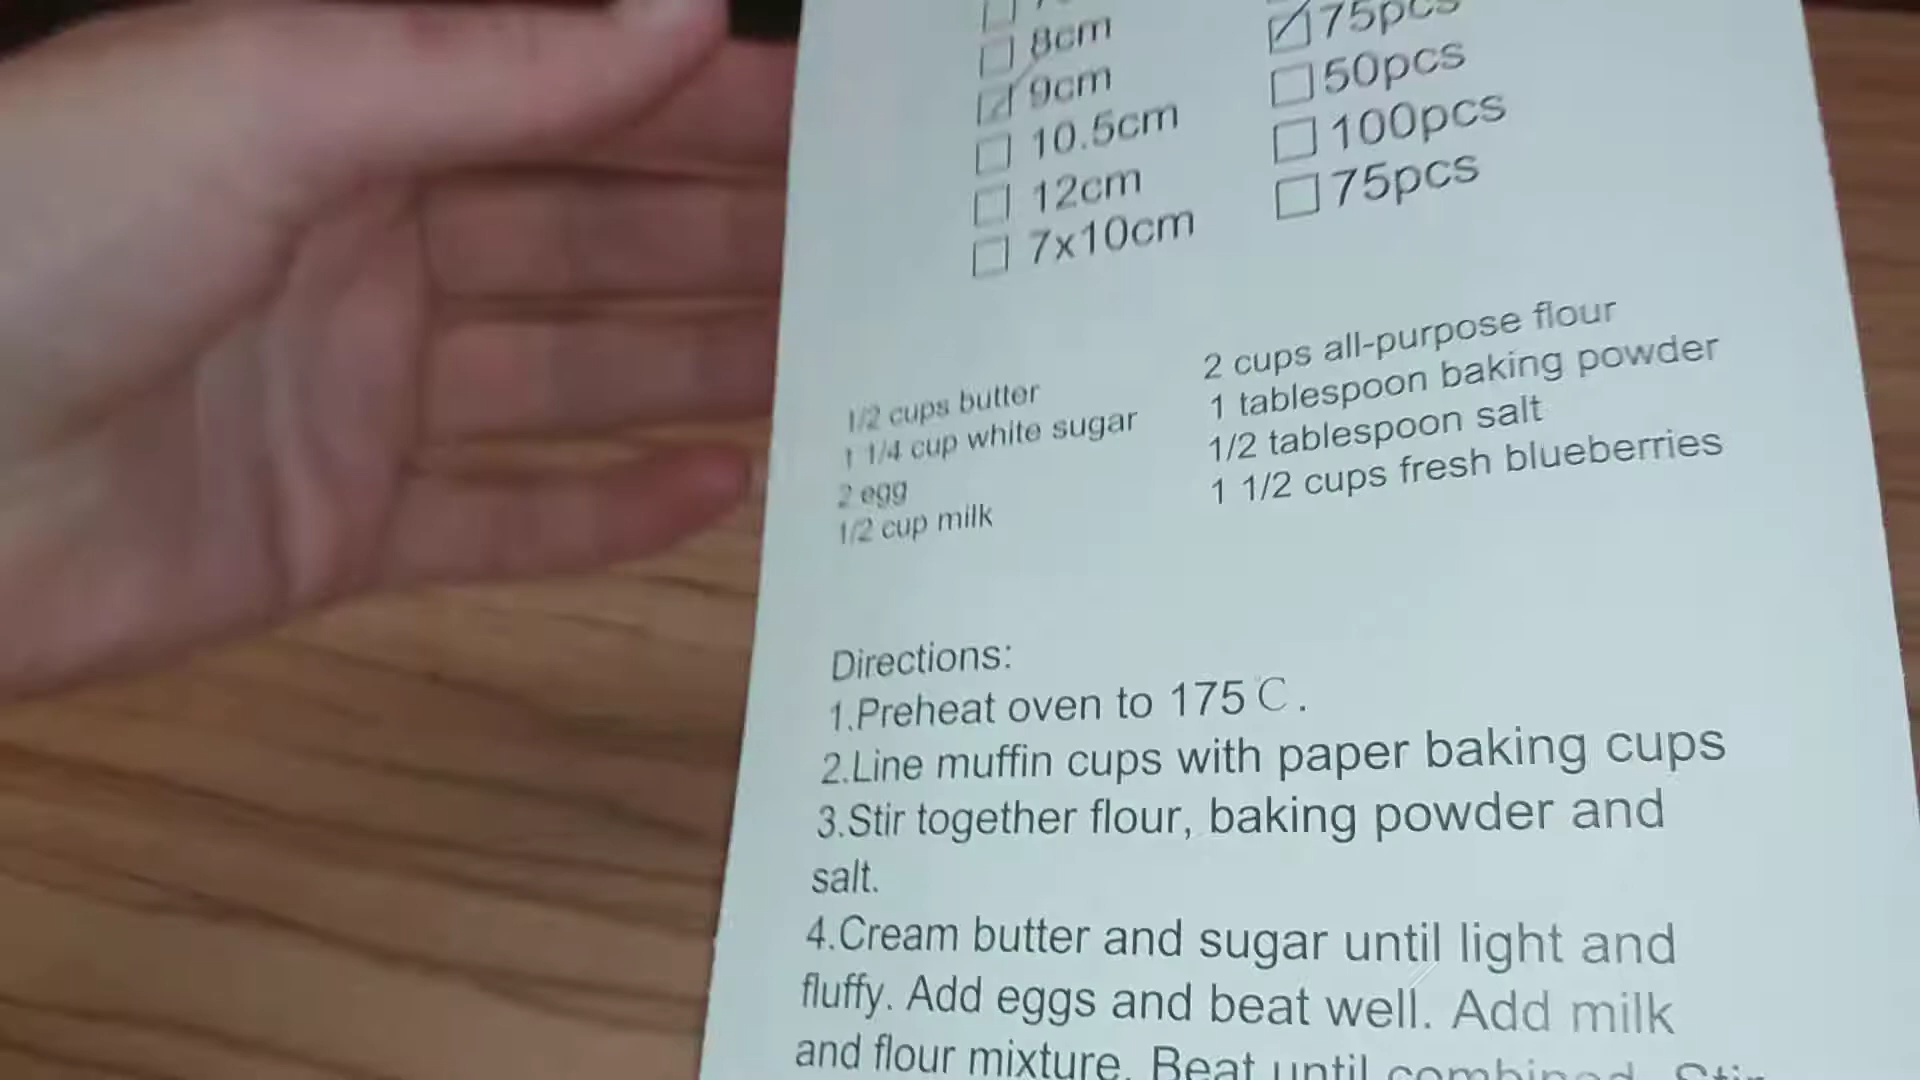 8cm
9cm
10.5cm
12cm
7x10cm
75pcs
50pcs
100pcs
75pcs
1/2 cups butter
1 1/4 cup white sugar
2 egg
1/2 cup milk
2 cups all-purpose flour
1 tablespoon baking powder
1/2 tablespoon salt
1 1/2 cups fresh blueberries
Directions:
1.Preheat oven to 175℃.
2.Line muffin cups with paper baking cups
3.Stir together flour, baking powder and
salt.
4.Cream butter and sugar until light and
fluffy. Add eggs and beat well. Add milk
and flour mixture. Beat until combined. Stir